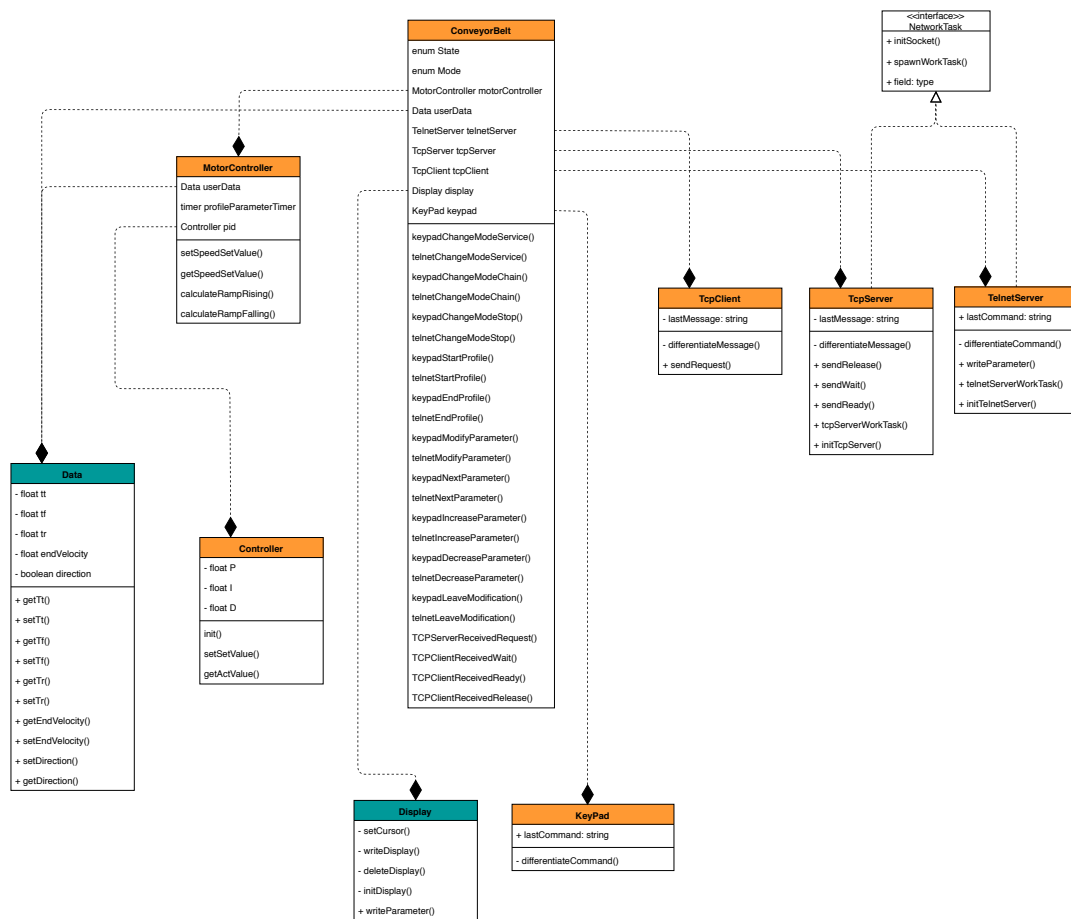 ConveyorBelt
enum State
enum Mode
MotorController motorController
Data userData
TelnetServer telnetServer
TcpServer tcpServer
TcpClient tcpClient
Display display
KeyPad keypad
keypadChangeModeService()
telnetChangeModeService()
keypadChangeModeChain()
telnetChangeModeChain()
keypadChangeModeStop()
telnetChangeModeStop()
keypadStartProfile()
telnetStartProfile()
keypadEndProfile()
telnetEndProfile()
keypadModifyParameter()
telnetModifyParameter()
keypadNextParameter()
telnetNextParameter()
keypadIncreaseParameter()
telnetIncreaseParameter()
keypadDecreaseParameter()
telnetDecreaseParameter()
keypadLeaveModification()
telnetLeaveModification()
TCPServerReceivedRequest()
TCPClientReceivedWait()
TCPClientReceivedReady()
TCPClientReceivedRelease()
<<interface>>
NetworkTask
+ initSocket()
+ spawnWorkTask()
+ field: type
MotorController
Data userData
timer profileParameterTimer
Controller pid
setSpeedSetValue()
getSpeedSetValue()
calculateRampRising()
calculateRampFalling()
TcpClient
- lastMessage: string
- differentiateMessage()
+ sendRequest()
TcpServer
- lastMessage: string
- differentiateMessage()
+ sendRelease()
+ sendWait()
+ sendReady()
+ tcpServerWorkTask()
+ initTcpServer()
TelnetServer
+ lastCommand: string
- differentiateCommand()
+ writeParameter()
+ telnetServerWorkTask()
+ initTelnetServer()
Data
- float tt
- float tf
- float tr
- float endVelocity
- boolean direction
+ getTt()
+ setTt()
+ getTf()
+ setTf()
+ getTr()
+ setTr()
+ getEndVelocity()
+ setEndVelocity()
+ setDirection()
+ getDirection()
Controller
- float P
- float I
- float D
init()
setSetValue()
getActValue()
Display
- setCursor()
- writeDisplay()
- deleteDisplay()
- initDisplay()
+ writeParameter()
KeyPad
+ lastCommand: string
- differentiateCommand()